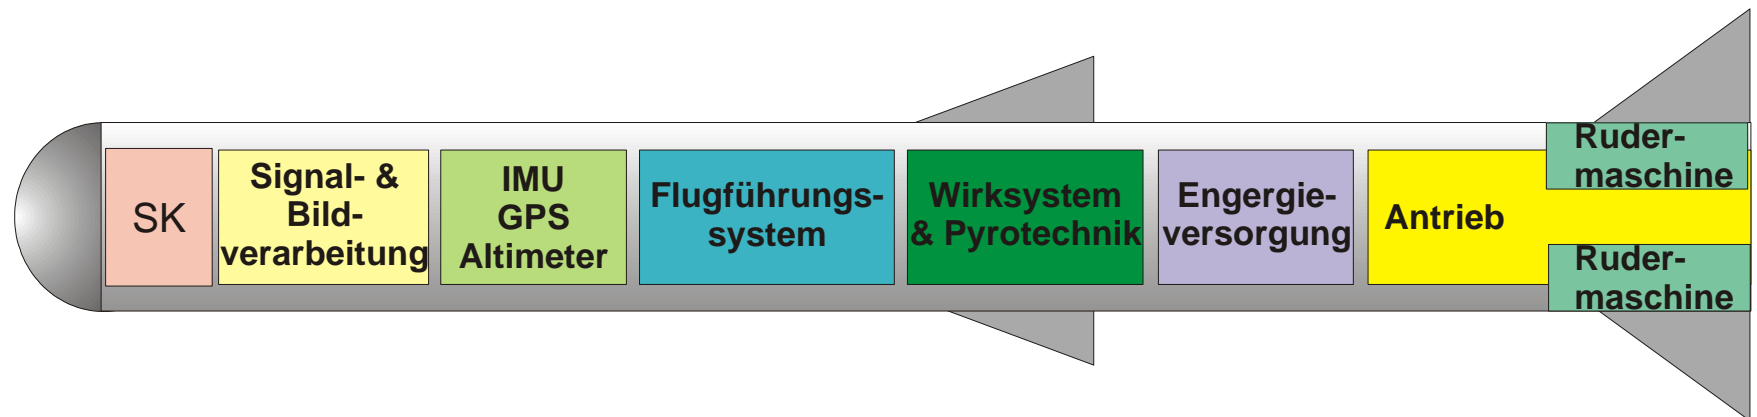 SK
Signal- &
Bild-
verarbeitung
IMU
GPS
Altimeter
Flugführungs-
system
Wirksystem
& Pyrotechnik
Engergie-
versorgung
Antrieb
Ruder-
maschine
Ruder-
maschine